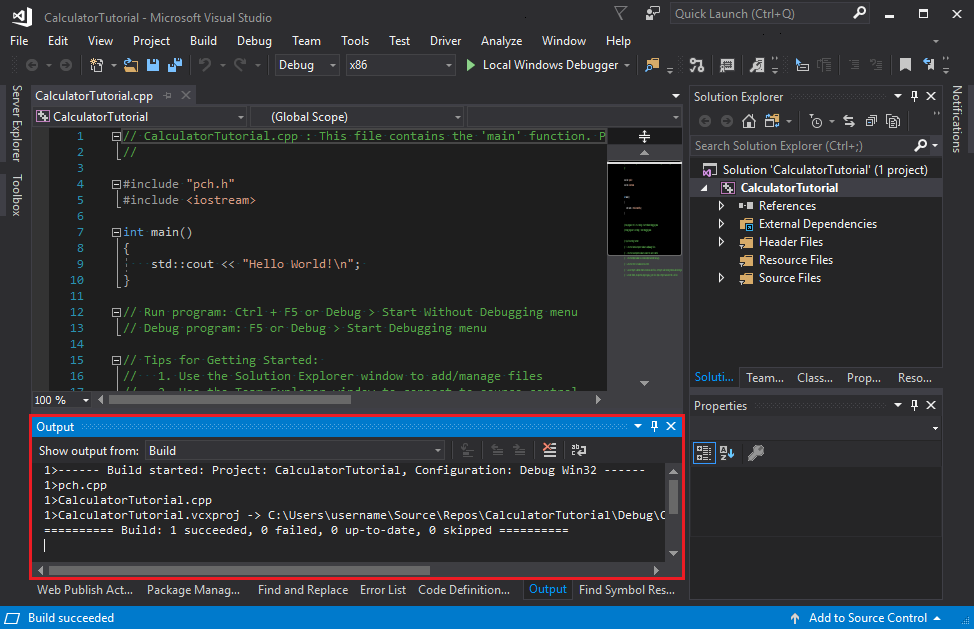 CalculatorTutorial - Microsoft Visual Studio
Quick Launch (Ctrl+Q)
File Edit View Project Build Debug Team Tools Test Driver Analyze Window Help
Debug x86 Local Windows Debugger
Server Explorer
Toolbox
CalculatorTutorial.cpp
CalculatorTutorial (Global Scope)
1 // CalculatorTutorial.cpp : This file contains the 'main' function. P
2 //
3
4 #include "pch.h"
5 #include <iostream>
6
7 int main()
8 {
9 std::cout << "Hello World!\n";
10 }
11
12 // Run program: Ctrl + F5 or Debug > Start Without Debugging menu
13 // Debug program: F5 or Debug > Start Debugging menu
14
15 // Tips for Getting Started:
16 // 1. Use the Solution Explorer window to add/manage files
17 // 2. Use the Team Explorer window to connect to source control
100 %
Output
Show output from: Build
1>------ Build started: Project: CalculatorTutorial, Configuration: Debug Win32 ------
1>pch.cpp
1>CalculatorTutorial.cpp
1>CalculatorTutorial.vcxproj -> C:\Users\username\Source\Repos\CalculatorTutorial\Debug\C
========== Build: 1 succeeded, 0 failed, 0 up-to-date, 0 skipped ==========
Web Publish Act... Package Manag... Find and Replace Error List Code Definition... Output Find Symbol Res...
Solution Explorer
Search Solution Explorer (Ctrl+;)
Solution 'CalculatorTutorial' (1 project)
CalculatorTutorial
References
External Dependencies
Header Files
Resource Files
Source Files
Soluti... Team... Class... Prop... Reso...
Properties
Notifications
Build succeeded
Add to Source Control